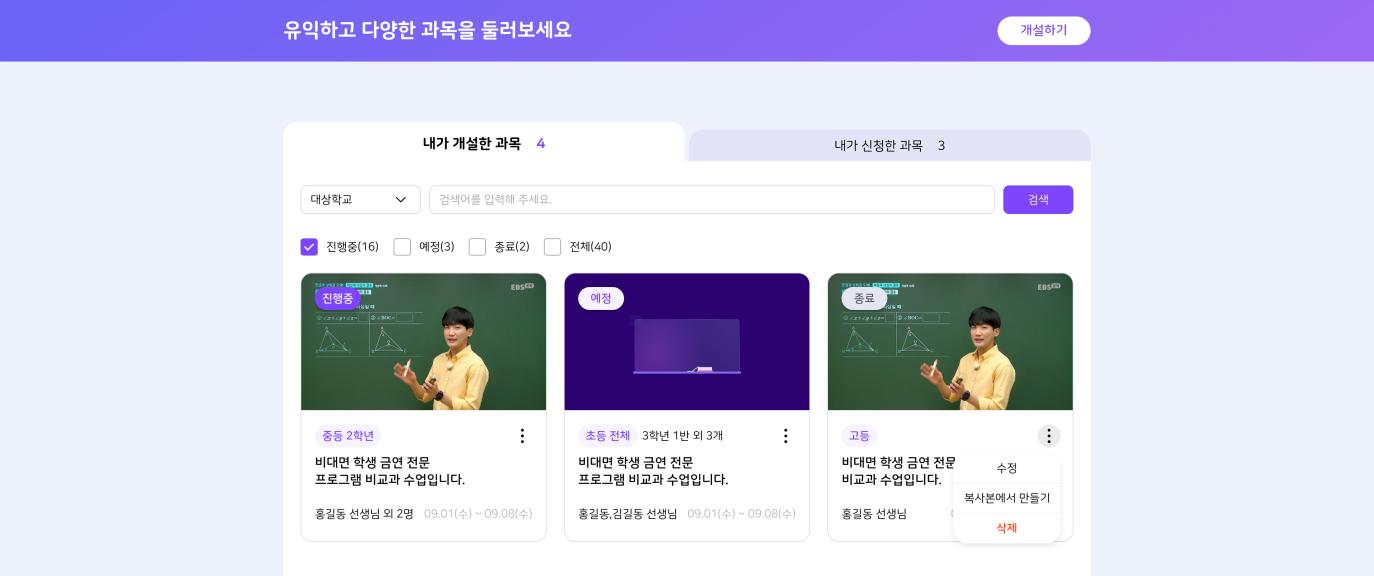 유익하고 다양한 과목을 둘러보세요
개설하기
내가 개설한 과목 4
내가 신청한 과목 3
대상학교
검색어를 입력해 주세요.
검색
진행중(16)
예정(3)
종료(2)
전체(40)
진행중
EBS
예정
종료
EBS
중등 2학년
비대면 학생 금연 전문
프로그램 비교과 수업입니다.
홍길동 선생님 외 2명
09.01(수) ~ 09.08(수)
초등 전체
3학년 1반 외 3개
비대면 학생 금연 전문
프로그램 비교과 수업입니다.
홍길동,김길동 선생님
09.01(수) ~ 09.08(수)
고등
비대면 학생 금연 전문
비교과 수업입니다.
홍길동 선생님
수정
복사본에서 만들기
삭제